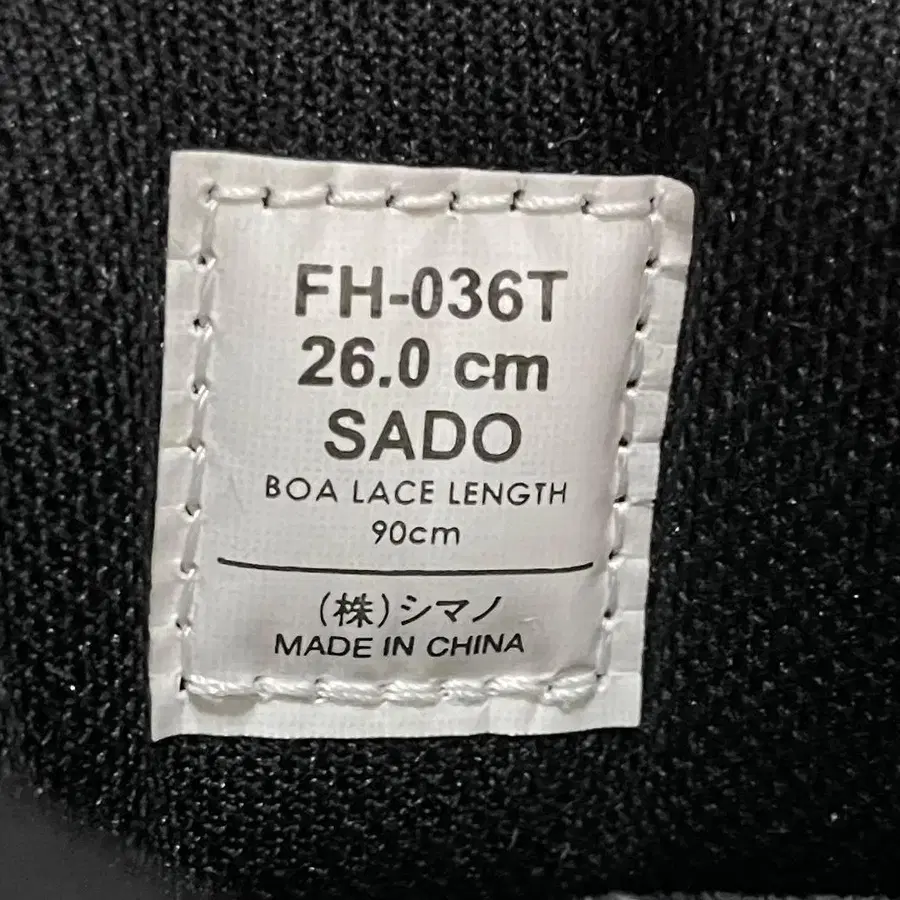 FH-036T
26.0 cm
SADO
BOA LACE LENGTH
90cm
(株)シマノ
MADE IN CHINA